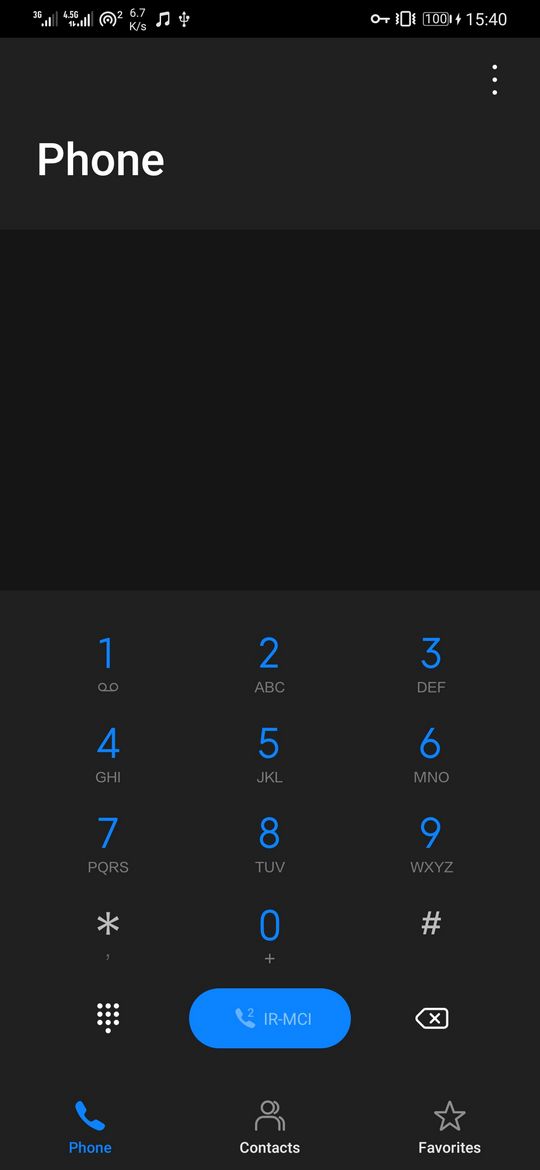 3G 4.5G 2 6.7 K/s 100 15:40
Phone
1 2 3
ABC DEF
4 5 6
GHI JKL MNO
7 8 9
PQRS TUV WXYZ
* 0 #
, +
2 IR-MCI
Phone Contacts Favorites